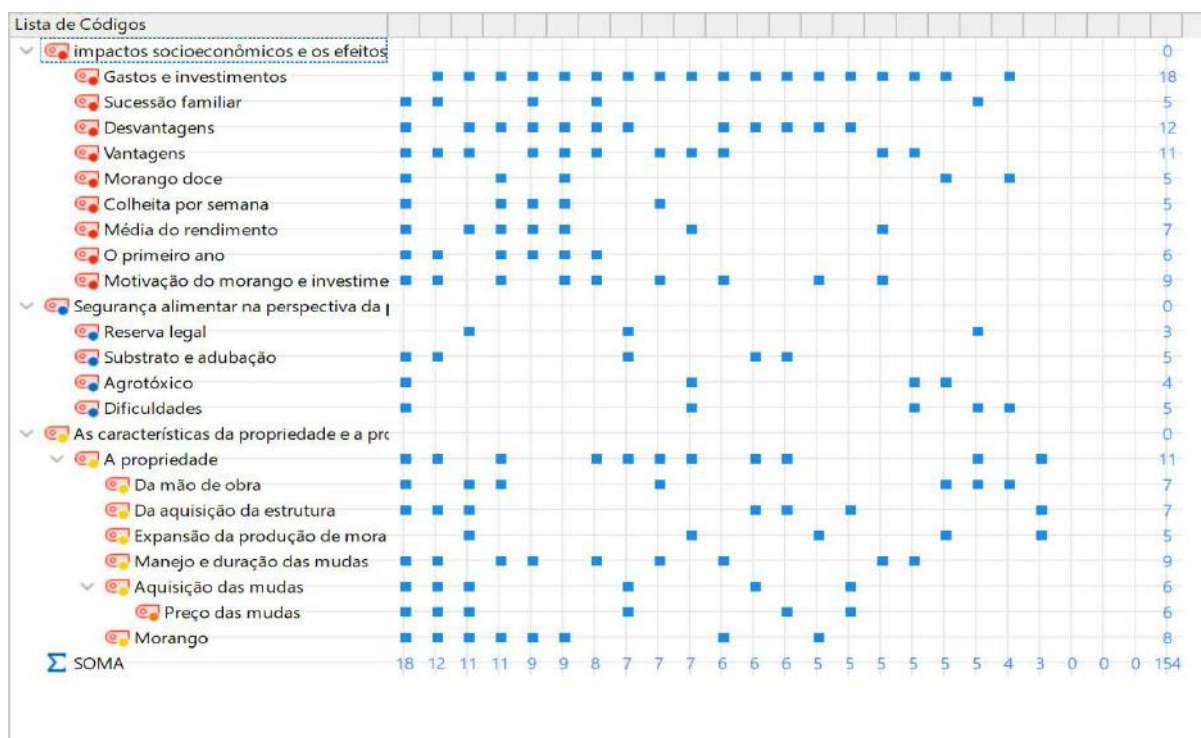 Lista de Códigos
impactos socioeconômicos e os efeitos 0
Gastos e investimentos 18
Sucessão familiar 5
Desvantagens 12
Vantagens 11
Morango doce 5
Colheita por semana 5
Média do rendimento 7
O primeiro ano 6
Motivação do morango e investime 9
Segurança alimentar na perspectiva da 0
Reserva legal 3
Substrato e adubação 5
Agrotóxico 4
Dificuldades 5
As características da propriedade e a pro 0
A propriedade 11
Da mão de obra 7
Da aquisição da estrutura 7
Expansão da produção de mora 5
Manejo e duração das mudas 9
Aquisição das mudas 6
Preço das mudas 6
Morango 8
Σ SOMA 18 12 11 11 9 9 8 7 7 7 6 6 6 5 5 5 5 5 5 4 3 0 0 0 154